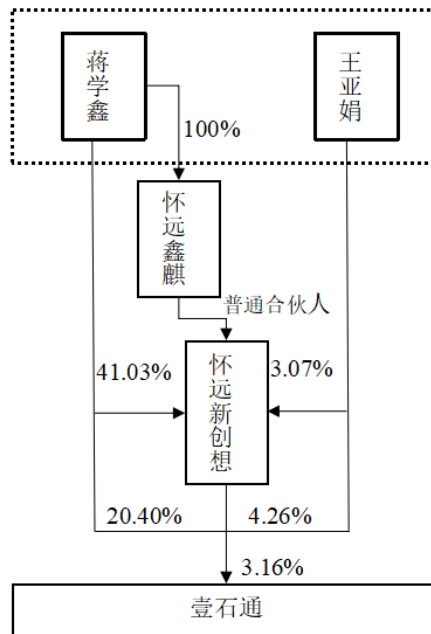 蒋学鑫
王亚娟
100%
怀远鑫麒
普通合伙人
41.03%
怀远新创想
3.07%
20.40%
4.26%
3.16%
壹石通